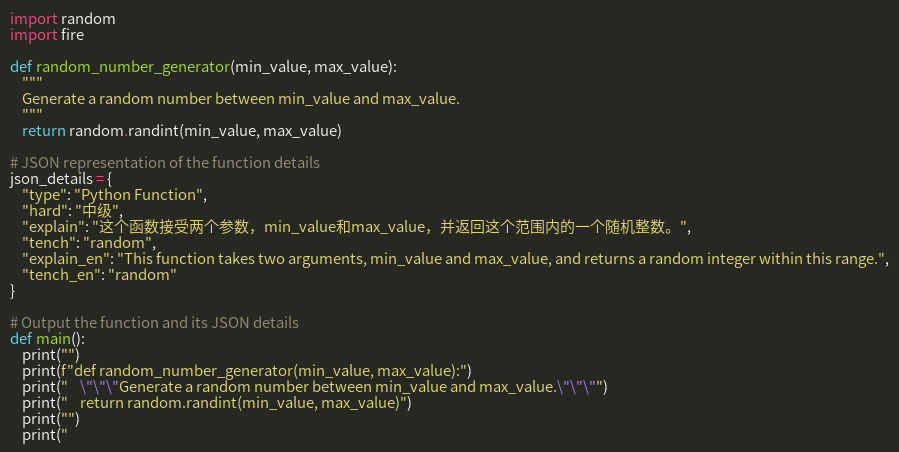 import random
import fire
def random_number_generator(min_value, max_value):
"""
Generate a random number between min_value and max_value.
"""
return random.randint(min_value, max_value)
# JSON representation of the function details
json_details = {
"type": "Python Function",
"hard": "中级",
"explain": "这个函数接受两个参数，min_value和max_value，并返回这个范围内的一个随机整数。",
"tench": "random",
"explain_en": "This function takes two arguments, min_value and max_value, and returns a random integer within this range.",
"tench_en": "random"
}
# Output the function and its JSON details
def main():
print("")
print(f"def random_number_generator(min_value, max_value):")
print("    \"\"\"Generate a random number between min_value and max_value.\"\"\"")
print("    return random.randint(min_value, max_value)")
print("")
print("